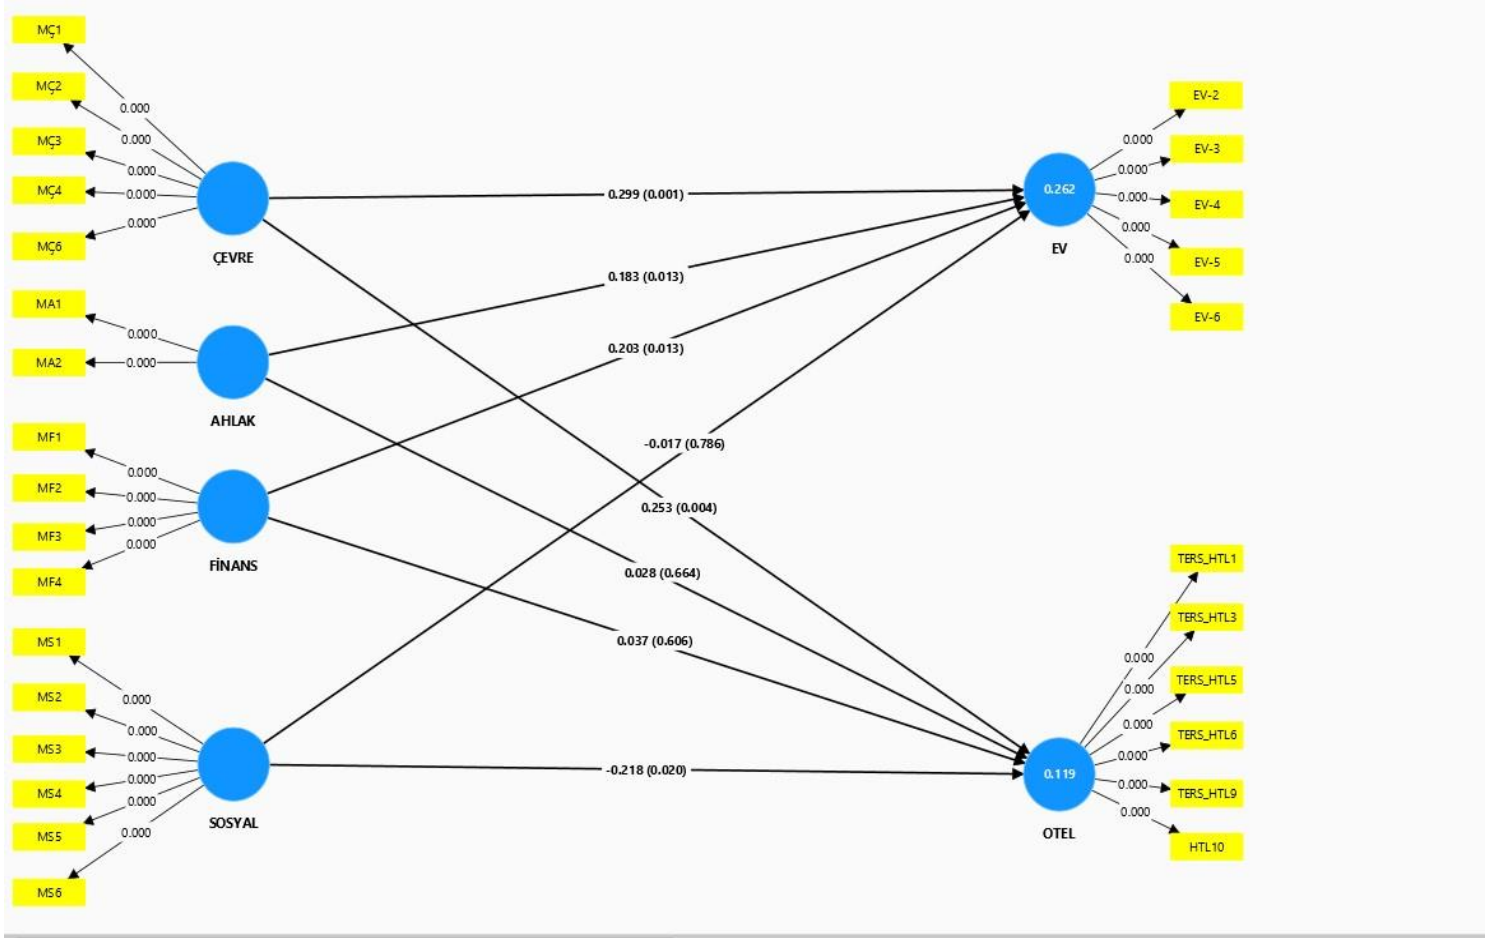 MÇ1
MÇ2
MÇ3
MÇ4
MÇ6
0.000
0.000
0.000
0.000
0.000
ÇEVRE
MA1
MA2
0.000
0.000
AHLAK
MF1
MF2
MF3
MF4
0.000
0.000
0.000
0.000
FİNANS
MS1
MS2
MS3
MS4
MS5
MS6
0.000
0.000
0.000
0.000
0.000
0.000
SOSYAL
0.299 (0.001)
0.183 (0.013)
0.203 (0.013)
-0.017 (0.786)
0.253 (0.004)
0.028 (0.664)
0.037 (0.606)
-0.218 (0.020)
0.262
EV
0.000
0.000
0.000
0.000
0.000
EV-2
EV-3
EV-4
EV-5
EV-6
0.119
OTEL
0.000
0.000
0.000
0.000
0.000
0.000
TERS_HTL1
TERS_HTL3
TERS_HTL5
TERS_HTL6
TERS_HTL9
HTL10